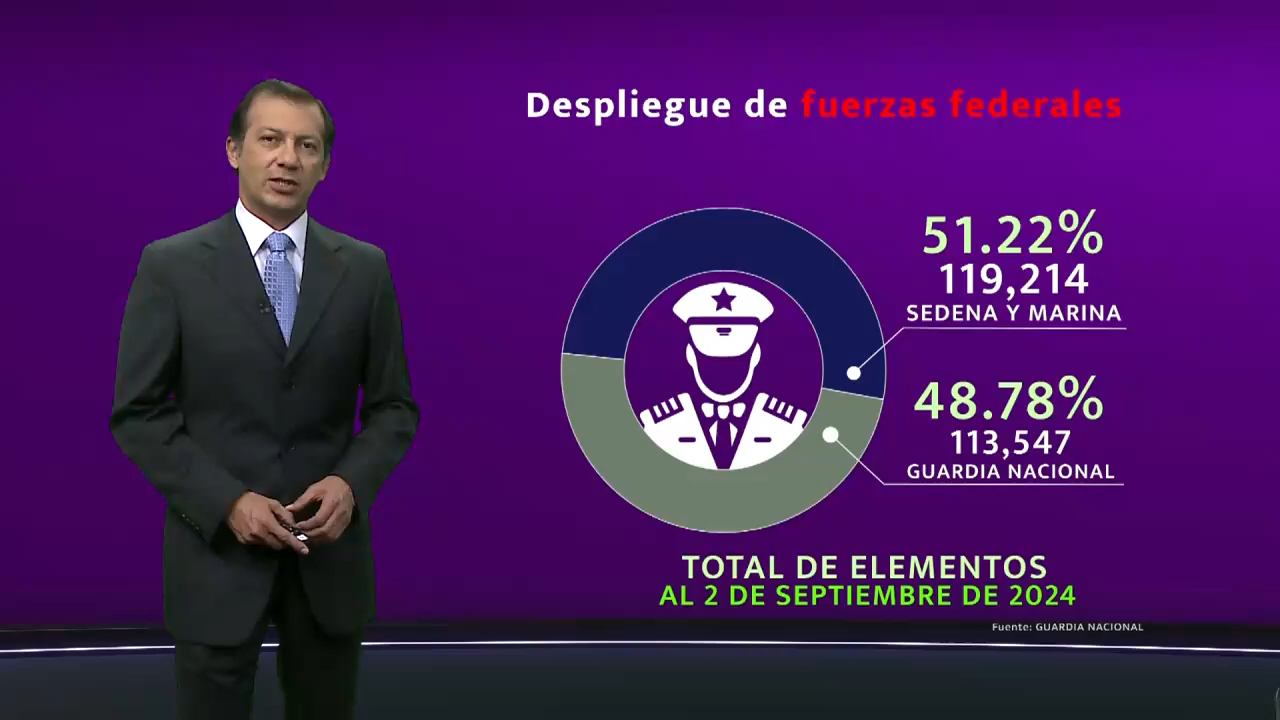 Despliegue de fuerzas federales
51.22%
119,214
SEDENA Y MARINA
48.78%
113,547
GUARDIA NACIONAL
TOTAL DE ELEMENTOS
AL 2 DE SEPTIEMBRE DE 2024
Fuente: GUARDIA NACIONAL